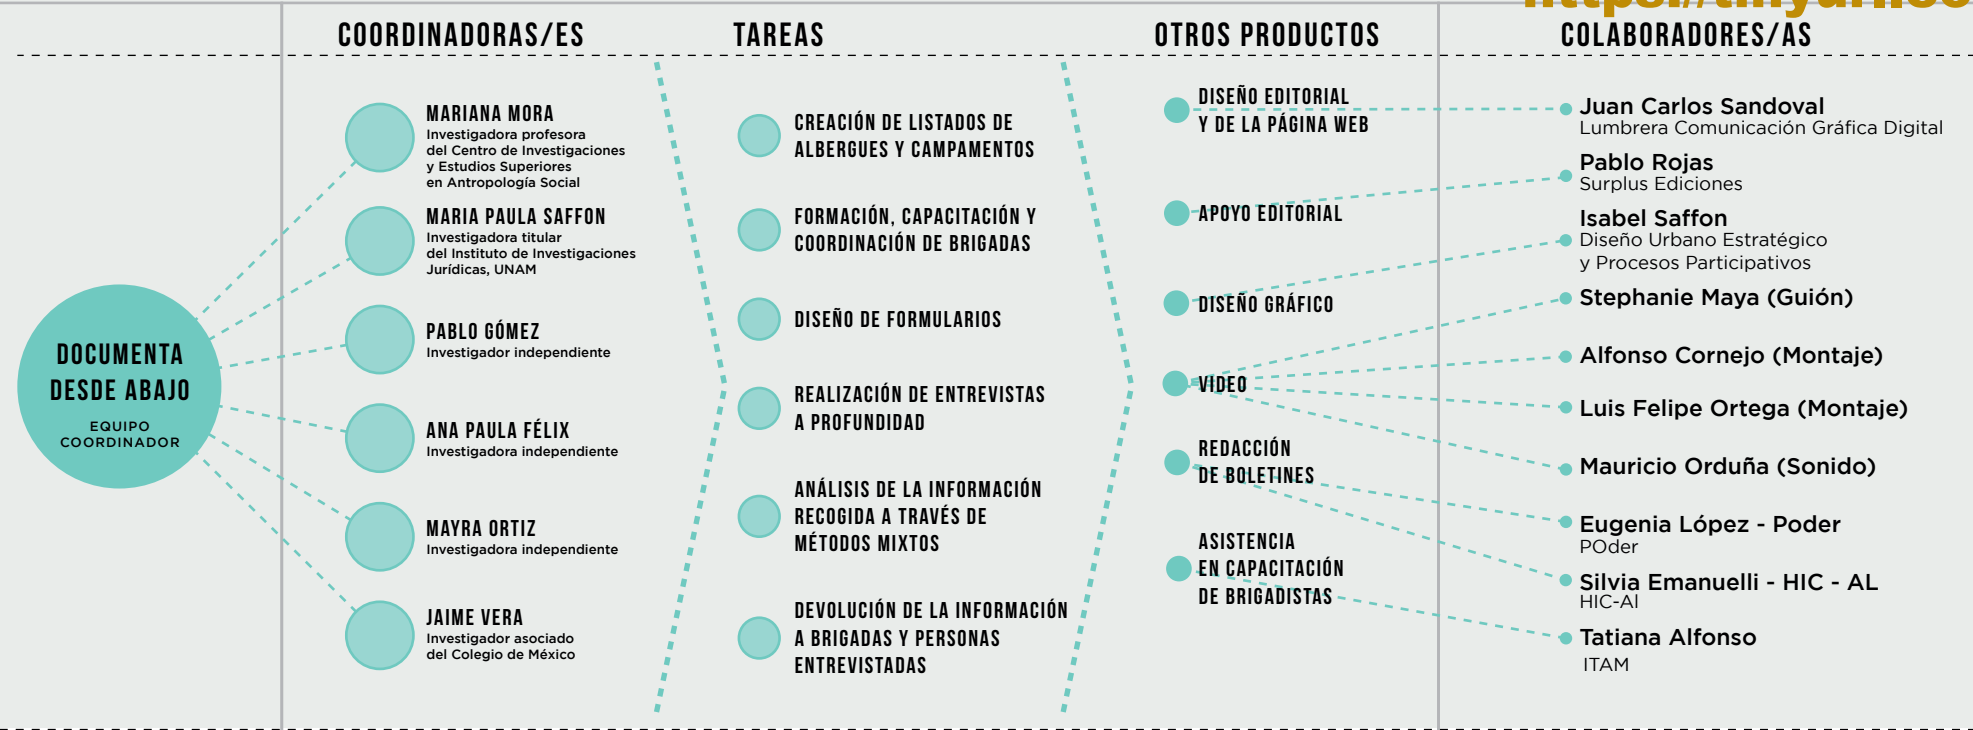 COORDINADORAS/ES
TAREAS
OTROS PRODUCTOS
COLABORADORES/AS
DOCUMENTA
DESDE ABAJO
EQUIPO
COORDINADOR
MARIANA MORA
Investigadora profesora
del Centro de Investigaciones
y Estudios Superiores
en Antropología Social
MARIA PAULA SAFFON
Investigadora titular
del Instituto de Investigaciones
Jurídicas, UNAM
PABLO GÓMEZ
Investigador independiente
ANA PAULA FÉLIX
Investigadora independiente
MAYRA ORTIZ
Investigadora independiente
JAIME VERA
Investigador asociado
del Colegio de México
CREACIÓN DE LISTADOS DE
ALBERGUES Y CAMPAMENTOS
FORMACIÓN, CAPACITACIÓN Y
COORDINACIÓN DE BRIGADAS
DISEÑO DE FORMULARIOS
REALIZACIÓN DE ENTREVISTAS
A PROFUNDIDAD
ANÁLISIS DE LA INFORMACIÓN
RECOGIDA A TRAVÉS DE
MÉTODOS MIXTOS
DEVOLUCIÓN DE LA INFORMACIÓN
A BRIGADAS Y PERSONAS
ENTREVISTADAS
DISEÑO EDITORIAL
Y DE LA PÁGINA WEB
APOYO EDITORIAL
DISEÑO GRÁFICO
VIDEO
REDACCIÓN
DE BOLETINES
ASISTENCIA
EN CAPACITACIÓN
DE BRIGADISTAS
Juan Carlos Sandoval
Lumbrera Comunicación Gráfica Digital
Pablo Rojas
Surplus Ediciones
Isabel Saffon
Diseño Urbano Estratégico
y Procesos Participativos
Stephanie Maya (Guión)
Alfonso Cornejo (Montaje)
Luis Felipe Ortega (Montaje)
Mauricio Orduña (Sonido)
Eugenia López - Poder
POder
Silvia Emanuelli - HIC - AL
HIC-Al
Tatiana Alfonso
ITAM